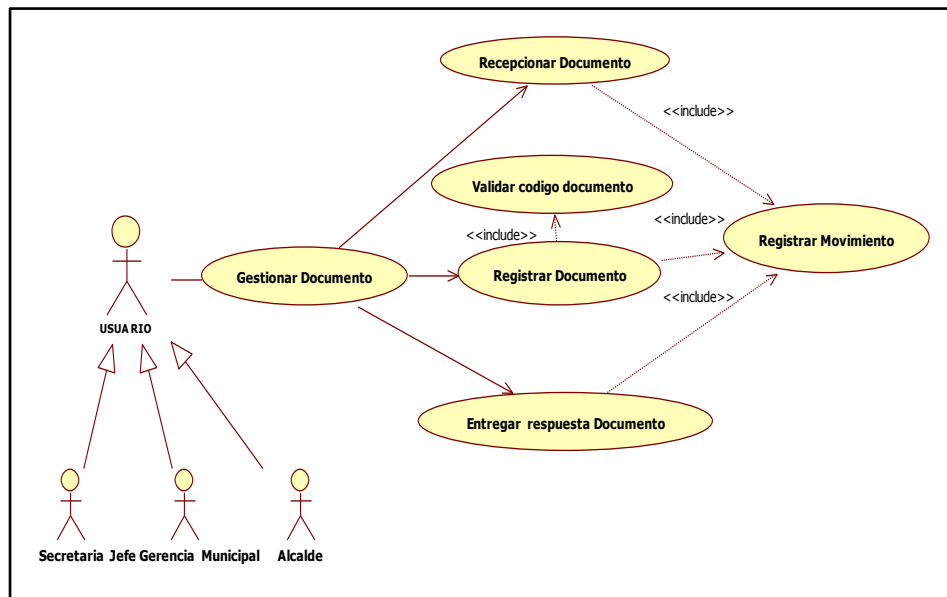 Recepcionar Documento
<<include>>
Validar codigo documento
<<include>>
<<include>>
Registrar Movimiento
Gestionar Documento
Registrar Documento
<<include>>
USUARIO
Entregar respuesta Documento
Secretaria Jefe Gerencia Municipal Alcalde